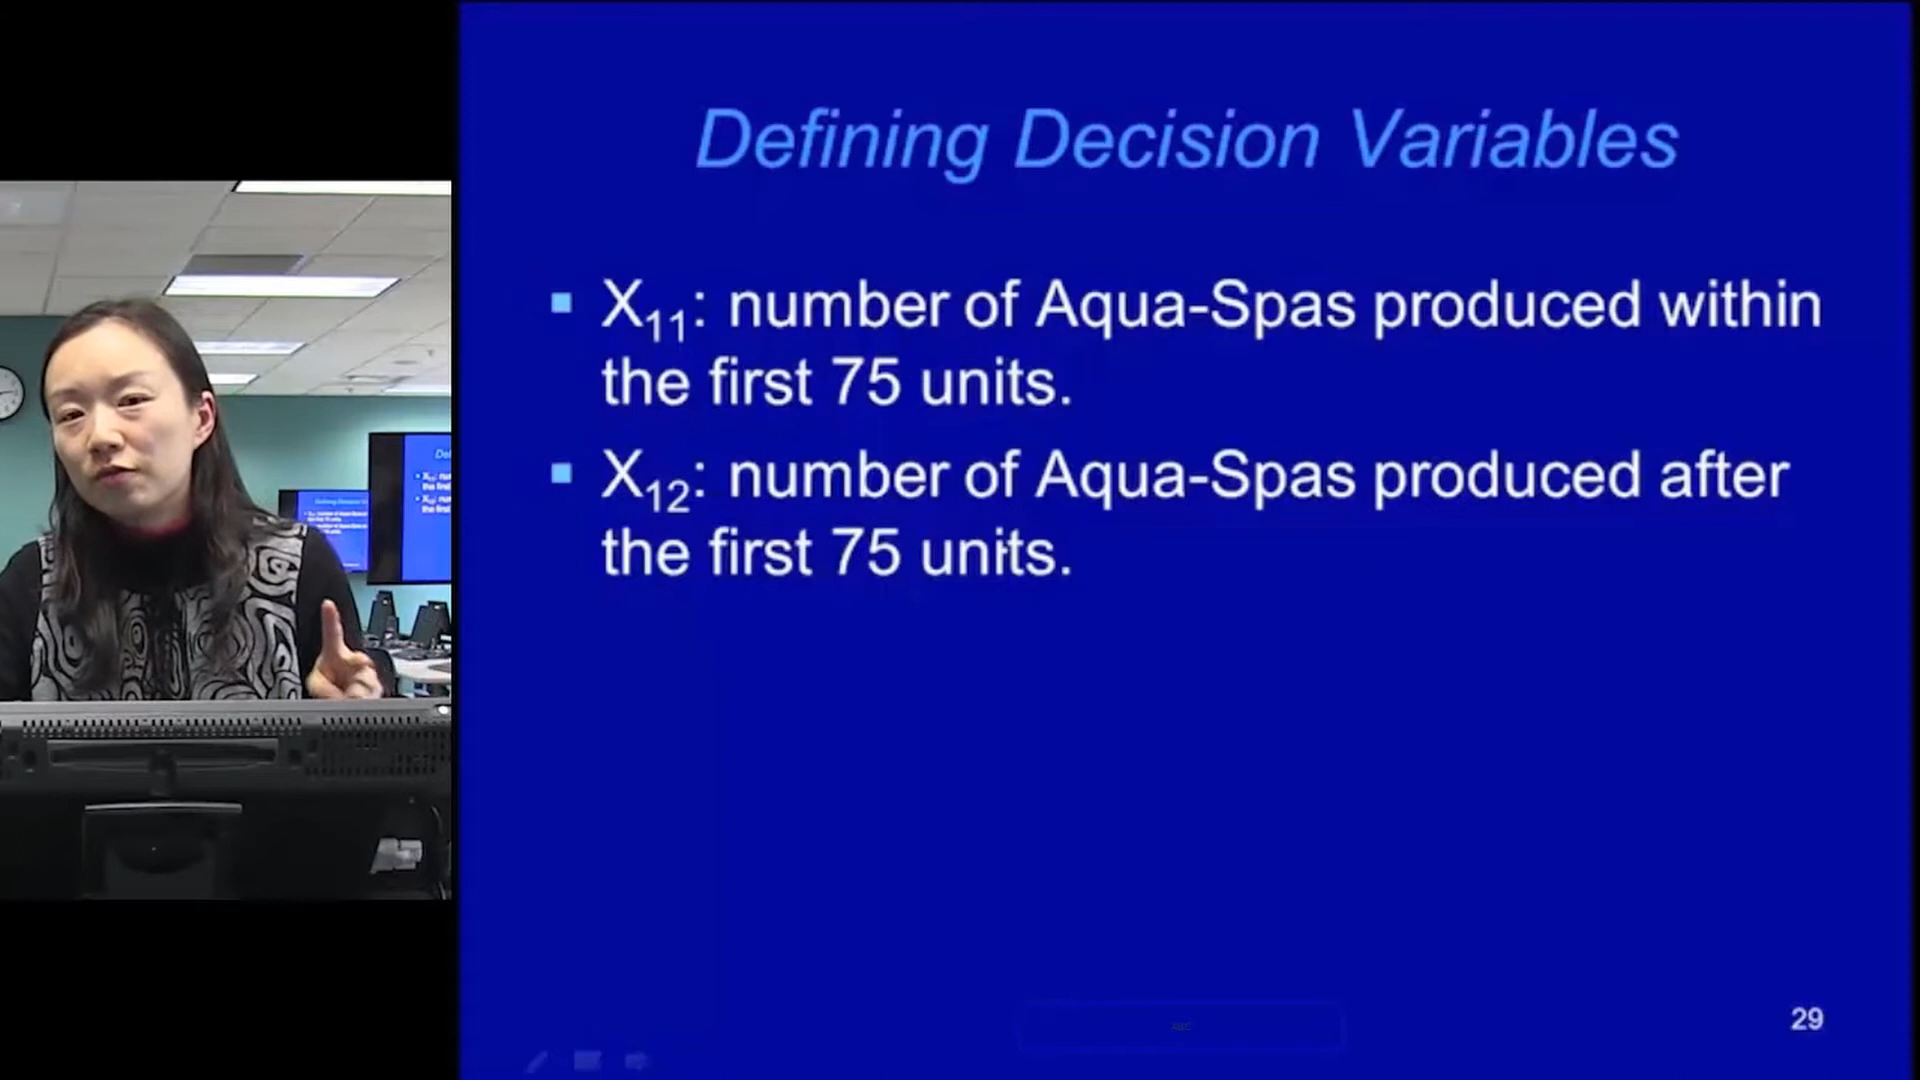 Defining Decision Variables
▪ X₁₁: number of Aqua-Spas produced within
the first 75 units.
▪ X₁₂: number of Aqua-Spas produced after
the first 75 units.
ABC
29